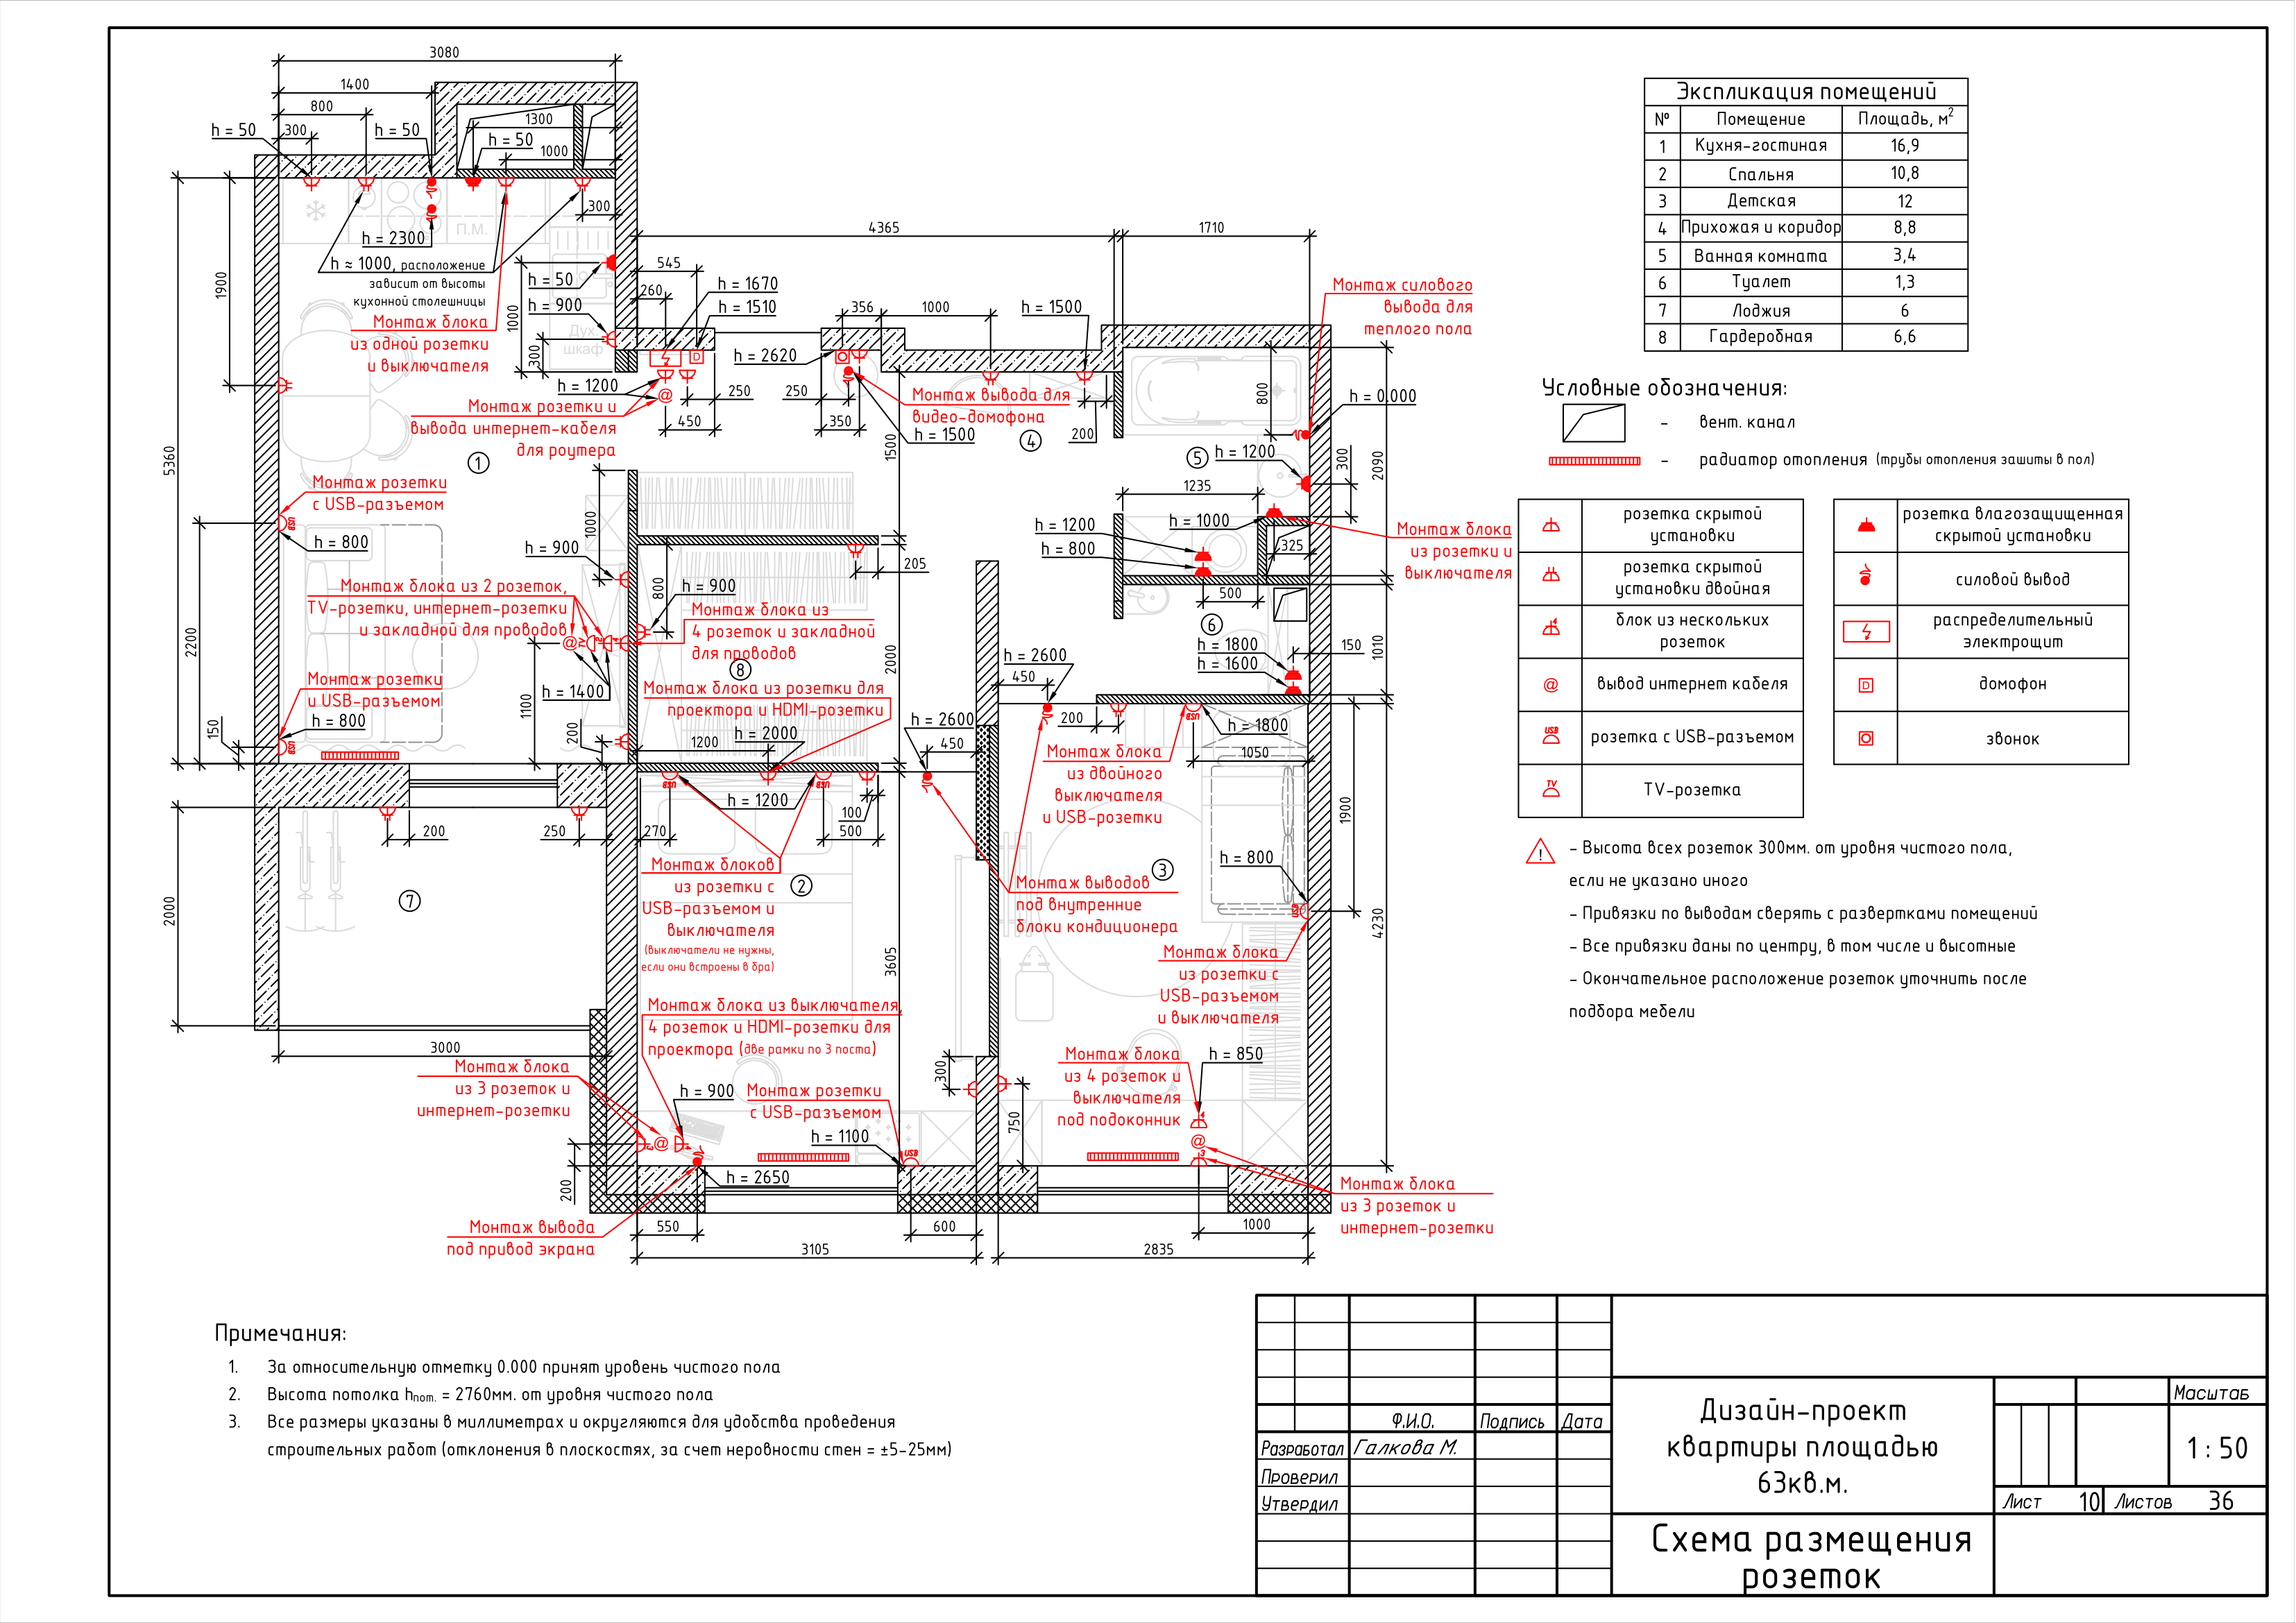 3080
1400
800
h = 50
300
h = 50
1300
h = 50
1000
300
П.М.
h = 2300
h ≈ 1000, расположение
зависит от высоты
кухонной столешницы
1900
h = 50
h = 900
1000
300
Дух.
шкаф
Монтаж блока
из одной розетки
и выключателя
4365
1710
545
260
h = 1670
h = 1510
356
1000
h = 1500
h = 2620
h = 1200
250
450
250
350
Монтаж розетки и
вывода интернет-кабеля
для роутера
Монтаж вывода для
видео-домофона
h = 1500
200
4
1500
Монтаж силового
вывода для
теплого пола
800
h = 0.000
5
h = 1200
300
2090
1235
h = 1200
h = 800
h = 1000
325
500
Монтаж блока
из розетки и
выключателя
6
h = 1800
h = 1600
150
1010
5360
1
Монтаж розетки
с USB-разъемом
USB
h = 800
2200
1000
h = 900
Монтаж блока из 2 розеток,
TV-розетки, интернет-розетки
и закладной для проводов
@
TV
2
4
h = 1400
1100
200
Монтаж розетки
и USB-разъемом
h = 800
USB
150
205
800
h = 900
Монтаж блока из
4 розеток и закладной
для проводов
8
2000
Монтаж блока из розетки для
проектора и HDMI-розетки
h = 2000
1200
h = 2600
450
h = 2600
450
200
h = 1800
USB
1050
Монтаж блока
из двойного
выключателя
и USB-розетки
1900
4230
h = 800
USB
3
USB
h = 1200
USB
100
500
270
200
250
2000
7
3000
Монтаж блоков
из розетки с
USB-разъемом и
выключателя
(выключатели не нужны,
если они встроены в бра)
2
3605
Монтаж выводов
под внутренние
блоки кондиционера
Монтаж блока
из розетки с
USB-разъемом
и выключателя
Монтаж блока из выключателя,
4 розеток и HDMI-розетки для
проектора (две рамки по 3 поста)
Монтаж блока
из 3 розеток и
интернет-розетки
h = 900
Монтаж розетки
с USB-разъемом
h = 1100
USB
h = 2650
3
@
4
200
300
750
Монтаж блока
из 4 розеток и
выключателя
под подоконник
h = 850
4
@
3
Монтаж блока
из 3 розеток и
интернет-розетки
Монтаж вывода
под привод экрана
550
600
1000
3105
2835
Экспликация помещений
№ Помещение Площадь, м2
1 Кухня-гостиная 16,9
2 Спальня 10,8
3 Детская 12
4 Прихожая и коридор 8,8
5 Ванная комната 3,4
6 Туалет 1,3
7 Лоджия 6
8 Гардеробная 6,6
Условные обозначения:
– вент. канал
– радиатор отопления (трубы отопления зашиты в пол)
розетка скрытой
установки
розетка скрытой
установки двойная
4 блок из нескольких
розеток
@ вывод интернет кабеля
USB розетка с USB-разъемом
TV TV-розетка
розетка влагозащищенная
скрытой установки
силовой вывод
распределительный
электрощит
D домофон
звонок
! – Высота всех розеток 300мм. от уровня чистого пола,
если не указано иного
– Привязки по выводам сверять с развертками помещений
– Все привязки даны по центру, в том числе и высотные
– Окончательное расположение розеток уточнить после
подбора мебели
Примечания:
1. За относительную отметку 0.000 принят уровень чистого пола
2. Высота потолка hпот. = 2760мм. от уровня чистого пола
3. Все размеры указаны в миллиметрах и округляются для удобства проведения
строительных работ (отклонения в плоскостях, за счет неровности стен = ±5-25мм)
Ф.И.О. Подпись Дата
Разработал Галкова М.
Проверил
Утвердил
Дизайн-проект
квартиры площадью
63кв.м.
Масштаб
1 : 50
Лист 10 Листов 36
Схема размещения
розеток